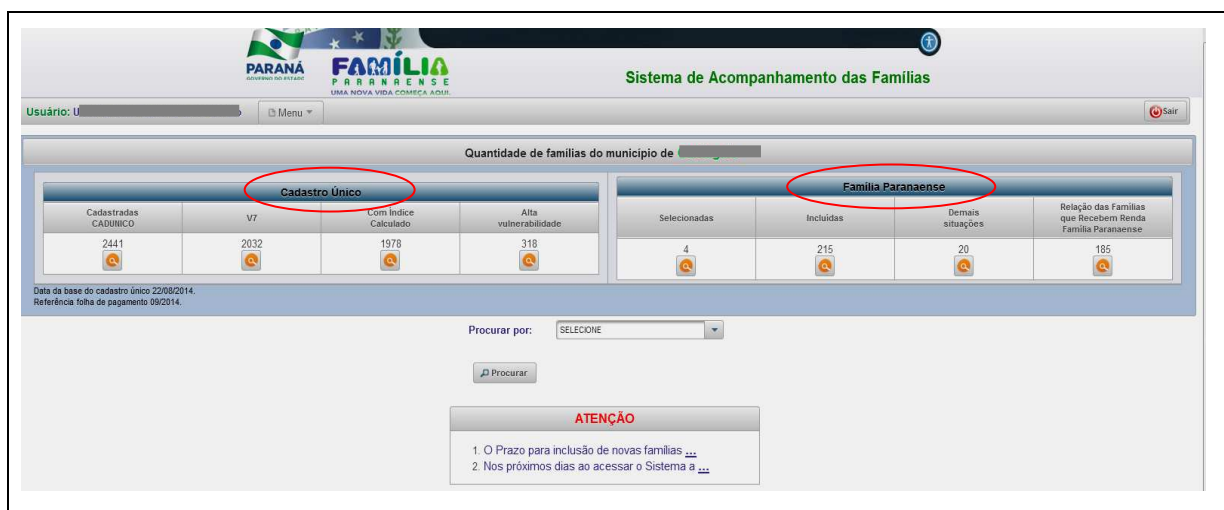 PARANÁ
GOVERNO DO ESTADO
FAMÍLIA
PARANAENSE
UMA NOVA VIDA COMEÇA AQUI.
Sistema de Acompanhamento das Famílias
Usuário: U
Menu
Sair
Quantidade de famílias do município de
Cadastro Único
Família Paranaense
Cadastradas CADÚNICO
V7
Com Índice Calculado
Alta vulnerabilidade
Selecionadas
Incluídas
Demais situações
Relação das Famílias que Recebem Renda Família Paranaense
2441
2032
1978
318
4
215
20
185
Data da base do cadastro único 22/08/2014.
Referência folha de pagamento 09/2014.
Procurar por:
SELECIONE
Procurar
ATENÇÃO
1. O Prazo para inclusão de novas famílias ...
2. Nos próximos dias ao acessar o Sistema a ...